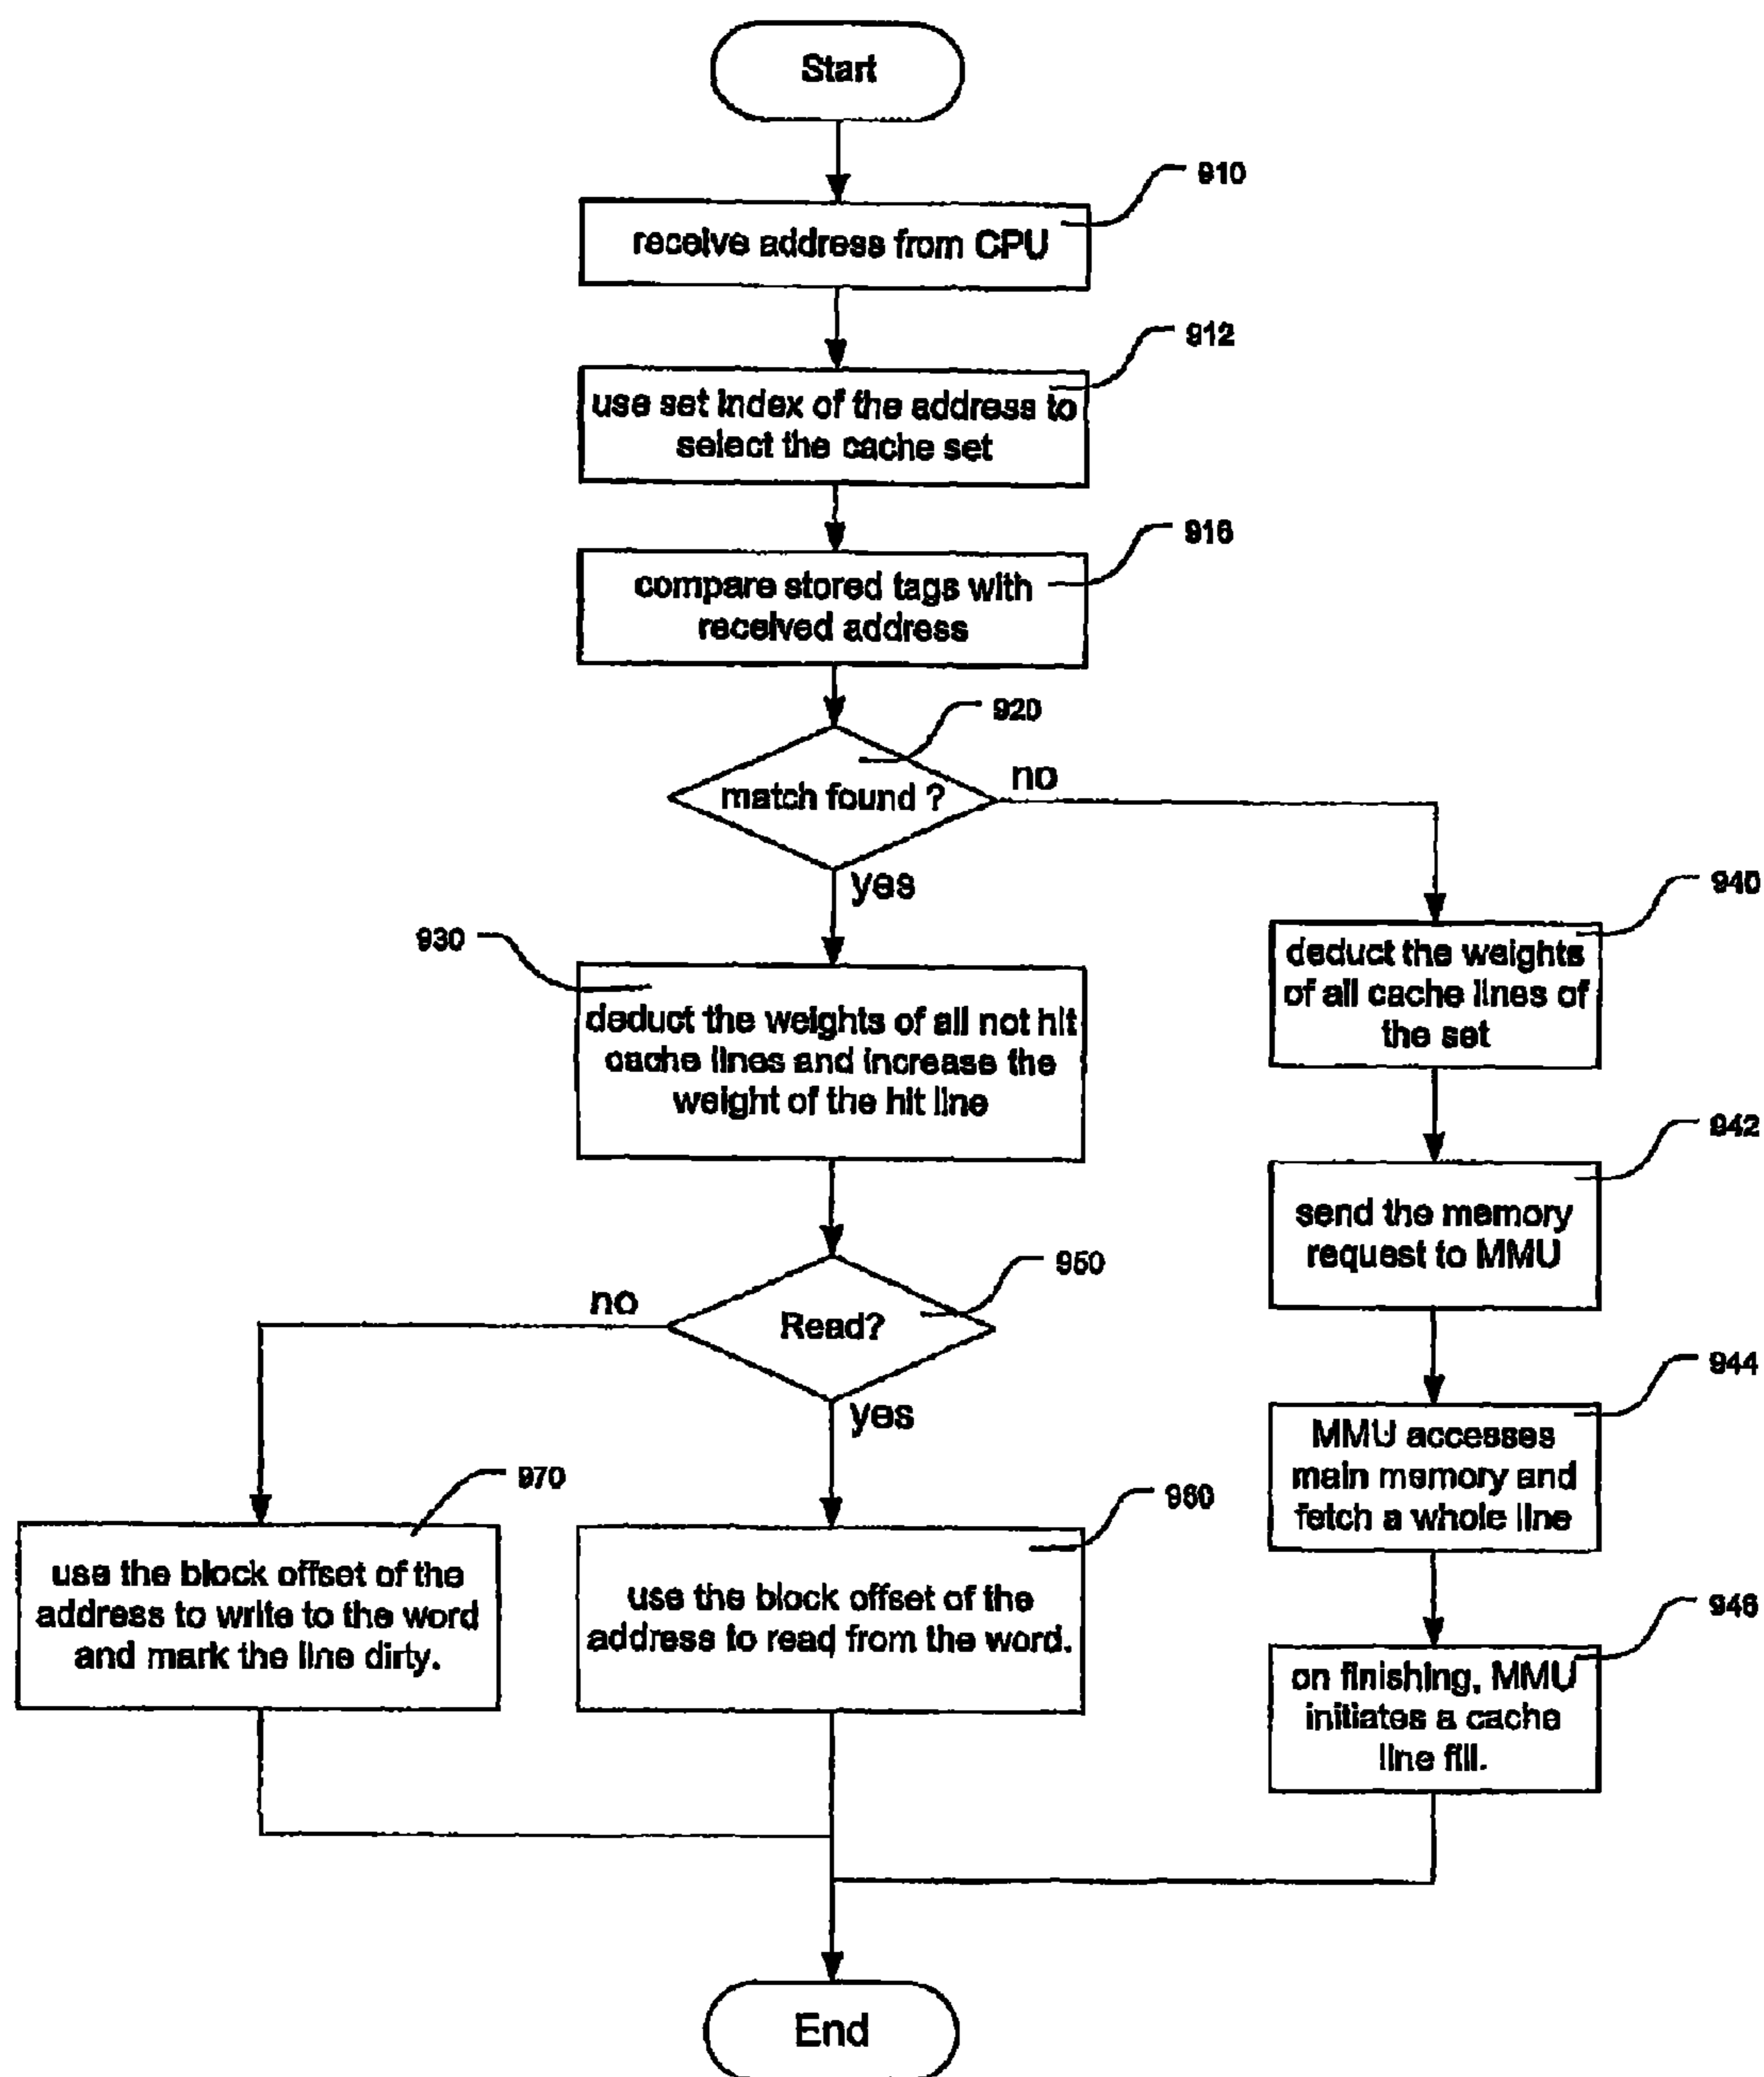 Start
910
receive address from CPU
912
use set index of the address to
select the cache set
916
compare stored tags with
received address
920
match found ?
no
yes
940
deduct the weights
of all cache lines of
the set
930
deduct the weights of all not hit
cache lines and increase the
weight of the hit line
942
send the memory
request to MMU
950
no
Read?
yes
944
MMU accesses
main memory and
fetch a whole line
970
use the block offset of the
address to write to the word
and mark the line dirty.
960
use the block offset of the
address to read from the word.
946
on finishing, MMU
initiates a cache
line fill.
End